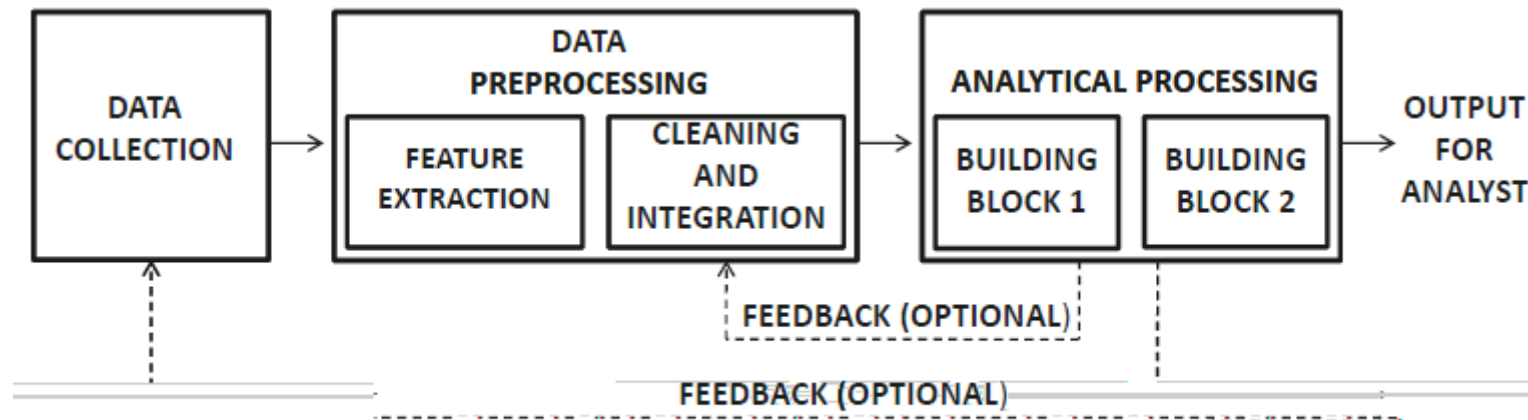 DATA
COLLECTION
DATA
PREPROCESSING
FEATURE
EXTRACTION
CLEANING
AND
INTEGRATION
ANALYTICAL PROCESSING
BUILDING
BLOCK 1
BUILDING
BLOCK 2
OUTPUT
FOR
ANALYST
FEEDBACK (OPTIONAL)
FEEDBACK (OPTIONAL)